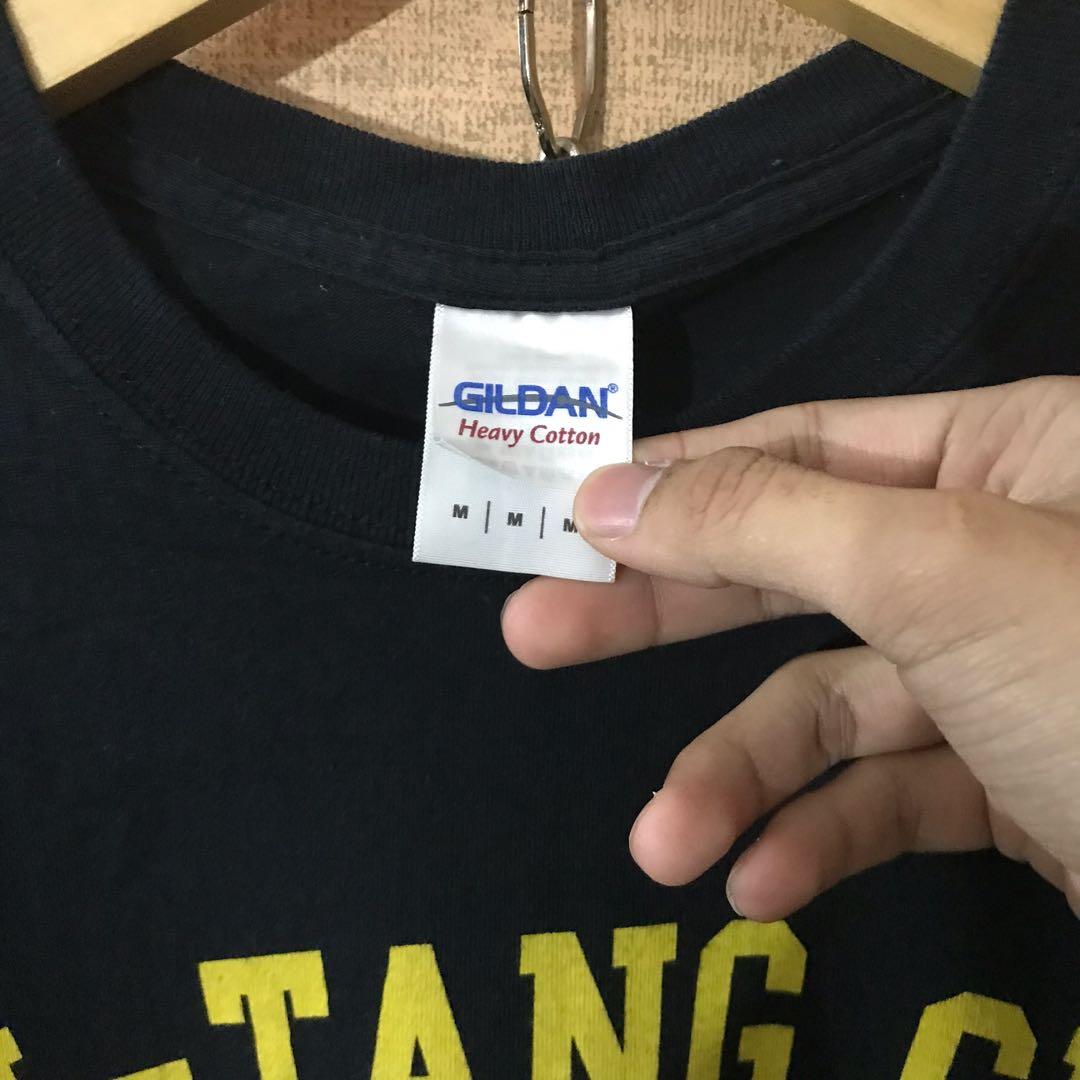 GILDAN®
Heavy Cotton
M | M | M
-TANG